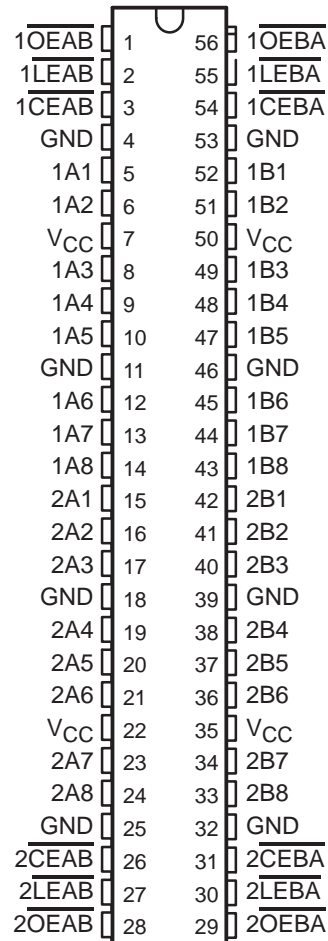 1OEAB 1 56 1OEBA
1LEAB 2 55 1LEBA
1CEAB 3 54 1CEBA
GND 4 53 GND
1A1 5 52 1B1
1A2 6 51 1B2
VCC 7 50 VCC
1A3 8 49 1B3
1A4 9 48 1B4
1A5 10 47 1B5
GND 11 46 GND
1A6 12 45 1B6
1A7 13 44 1B7
1A8 14 43 1B8
2A1 15 42 2B1
2A2 16 41 2B2
2A3 17 40 2B3
GND 18 39 GND
2A4 19 38 2B4
2A5 20 37 2B5
2A6 21 36 2B6
VCC 22 35 VCC
2A7 23 34 2B7
2A8 24 33 2B8
GND 25 32 GND
2CEAB 26 31 2CEBA
2LEAB 27 30 2LEBA
2OEAB 28 29 2OEBA